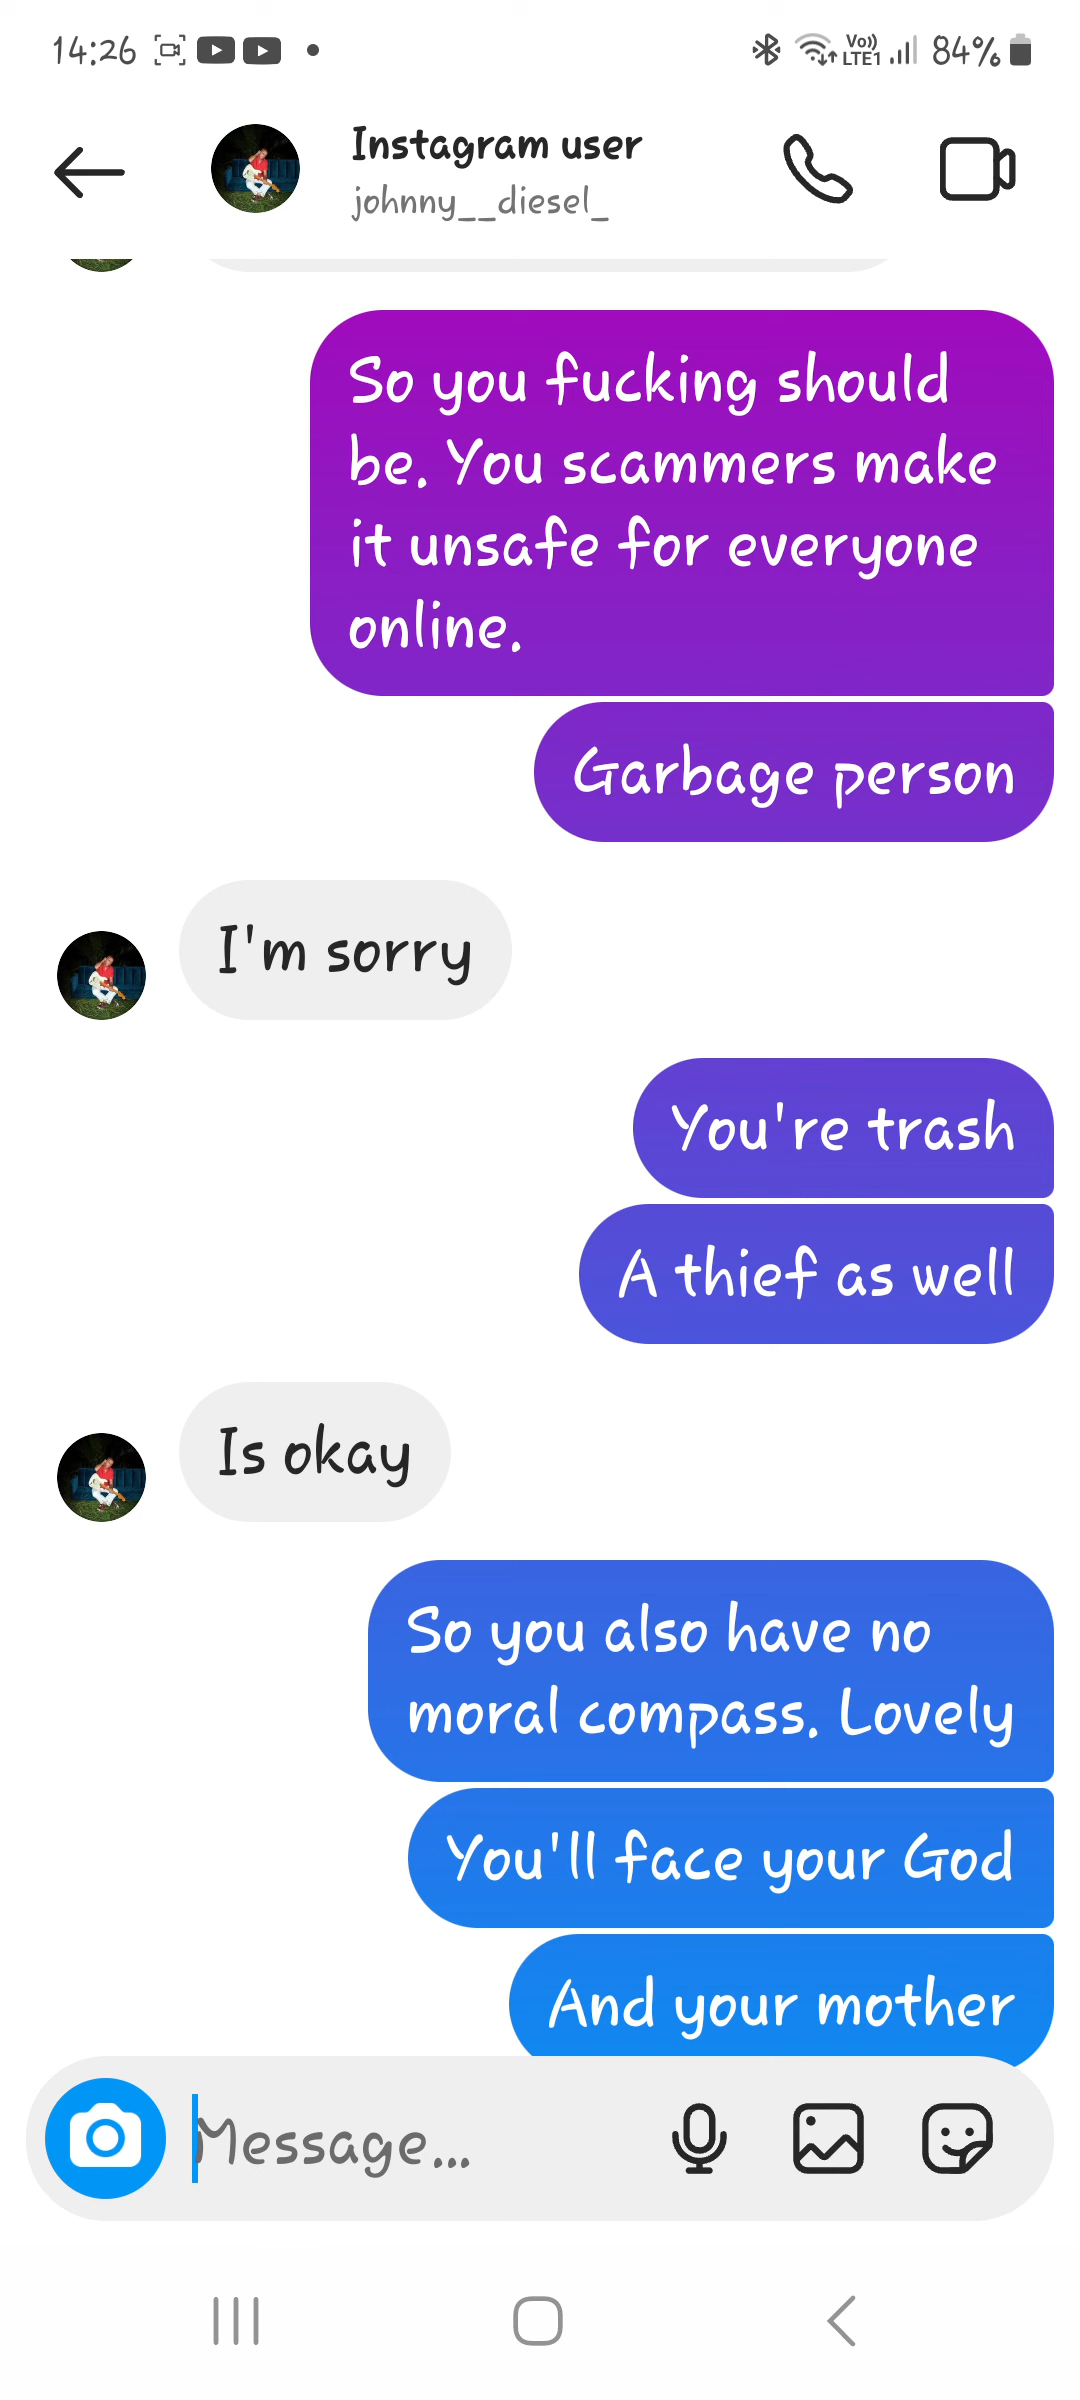 14:26
Vo)) LTE1 84%
Instagram user
johnny__diesel_
So you fucking should
be. You scammers make
it unsafe for everyone
online.
Garbage person
I'm sorry
You're trash
A thief as well
Is okay
So you also have no
moral compass. Lovely
You'll face your God
And your mother
Message...